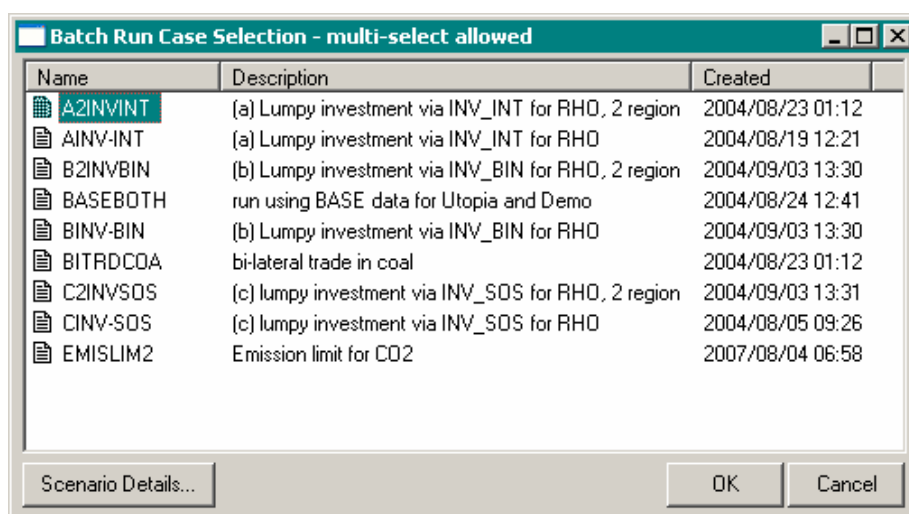 Batch Run Case Selection - multi-select allowed
Name Description Created
A2INVINT (a) Lumpy investment via INV_INT for RHO, 2 region 2004/08/23 01:12
AINV-INT (a) Lumpy investment via INV_INT for RHO 2004/08/19 12:21
B2INVBIN (b) Lumpy investment via INV_BIN for RHO, 2 region 2004/09/03 13:30
BASEBOTH run using BASE data for Utopia and Demo 2004/08/24 12:41
BINV-BIN (b) Lumpy investment via INV_BIN for RHO 2004/09/03 13:30
BITRDCOA bi-lateral trade in coal 2004/08/23 01:12
C2INVSOS (c) lumpy investment via INV_SOS for RHO, 2 region 2004/09/03 13:31
CINV-SOS (c) lumpy investment via INV_SOS for RHO 2004/08/05 09:26
EMISLIM2 Emission limit for CO2 2007/08/04 06:58
Scenario Details... OK Cancel